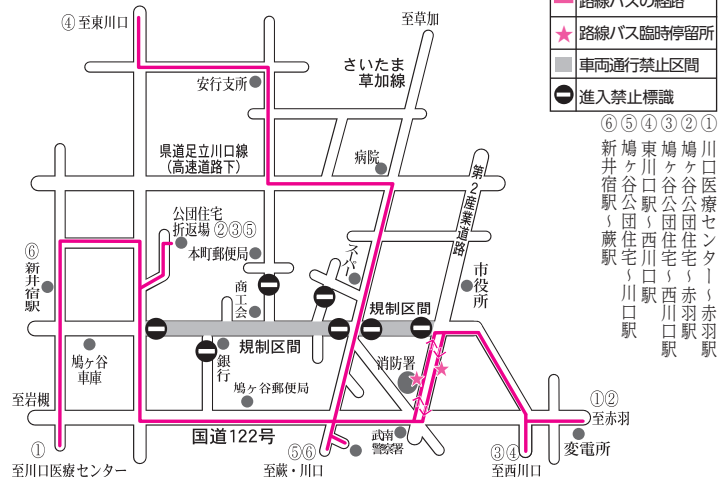 路線バスの経路
路線バス臨時停留所
車両通行禁止区間
進入禁止標識
①川口医療センター～赤羽駅
②鳩ヶ谷公団住宅～赤羽駅
③鳩ヶ谷公団住宅～西川口駅
④東川口駅～西川口駅
⑤鳩ヶ谷公団住宅～川口駅
⑥新井宿駅～蕨駅
④至東川口
至草加
安行支所
さいたま
草加線
県道足立川口線
(高速道路下)
病院
第2産業道路
公団住宅
折返場②③⑤
本町郵便局
スーパー
⑥
新井宿駅
商工会
市役所
規制区間
規制区間
鳩ヶ谷
車庫
銀行
消防署
鳩ヶ谷郵便局
至岩槻
①②
至赤羽
国道122号
武南
警察署
変電所
①
至川口医療センター
⑤⑥
至蕨・川口
③④
至西川口